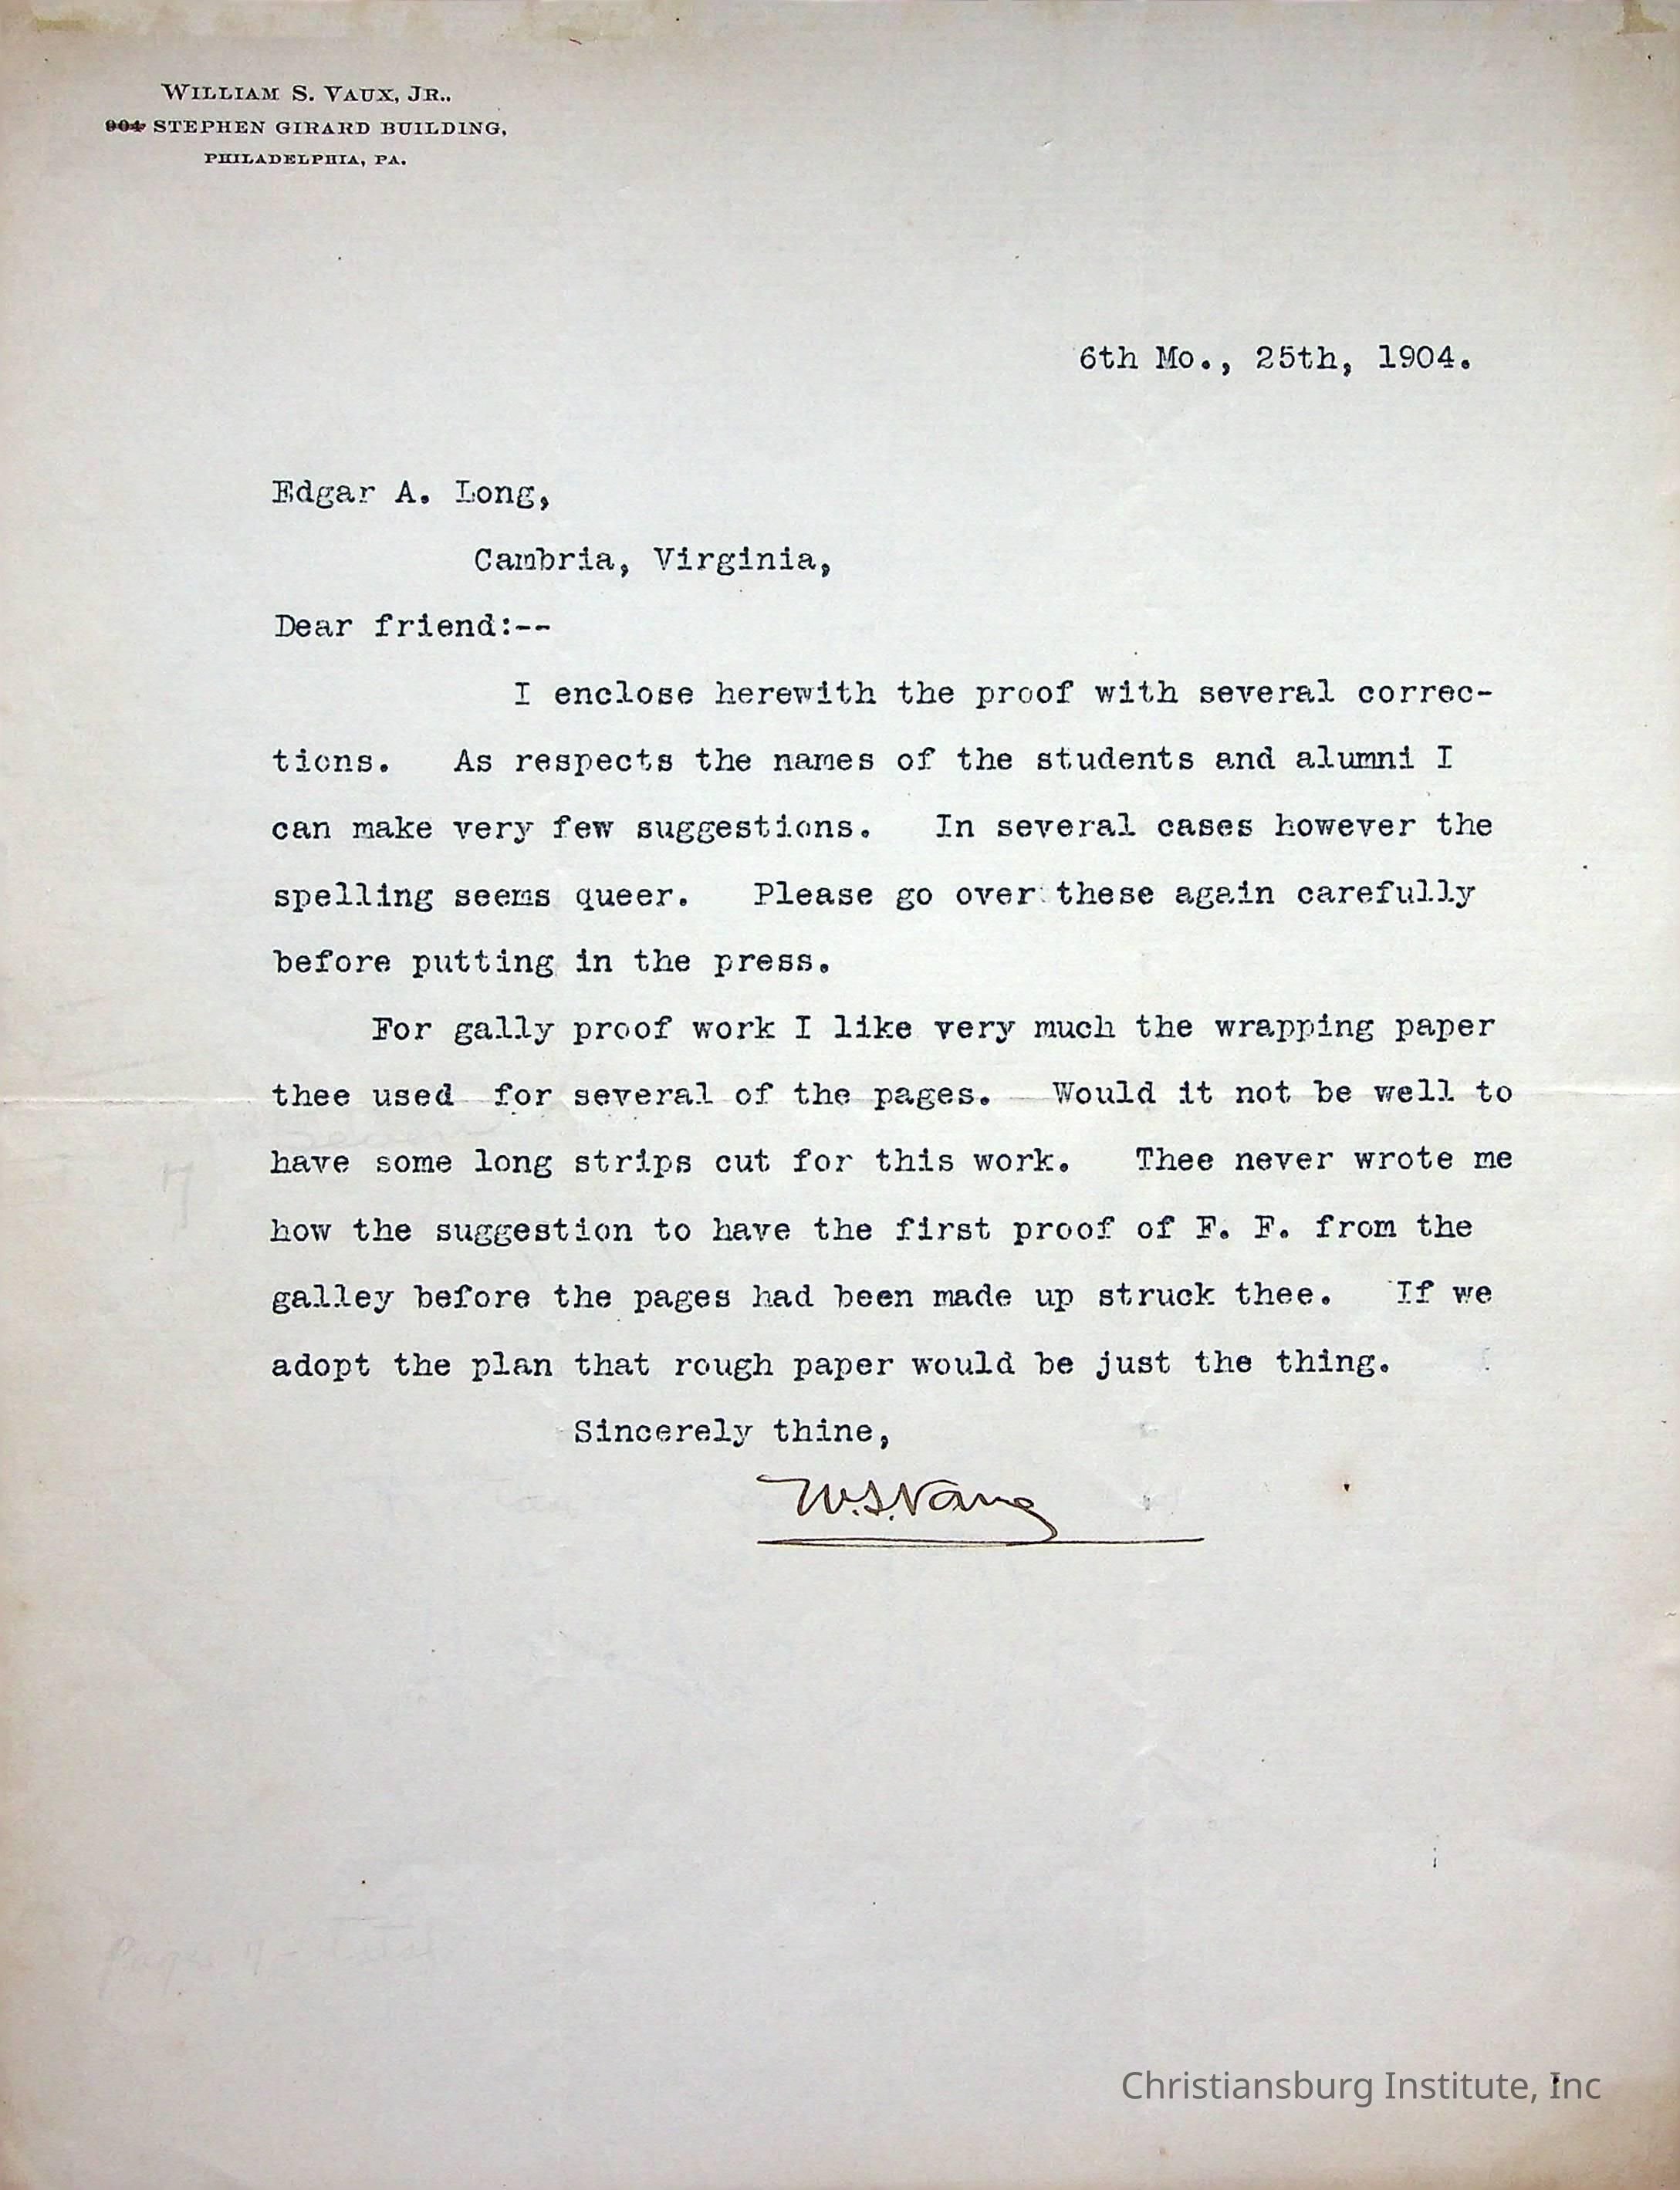 WILLIAM S. VAUX, JR.,
904 STEPHEN GIRARD BUILDING,
PHILADELPHIA, PA.
6th Mo., 25th, 1904.
Edgar A. Long,
Cambria, Virginia,
Dear friend:--
I enclose herewith the proof with several correc-
tions. As respects the names of the students and alumni I
can make very few suggestions. In several cases however the
spelling seems queer. Please go over these again carefully
before putting in the press.
For gally proof work I like very much the wrapping paper
thee used for several of the pages. Would it not be well to
have some long strips cut for this work. Thee never wrote me
how the suggestion to have the first proof of F. F. from the
galley before the pages had been made up struck thee. If we
adopt the plan that rough paper would be just the thing.
Sincerely thine,
W.S. Vaux
Christiansburg Institute, Inc